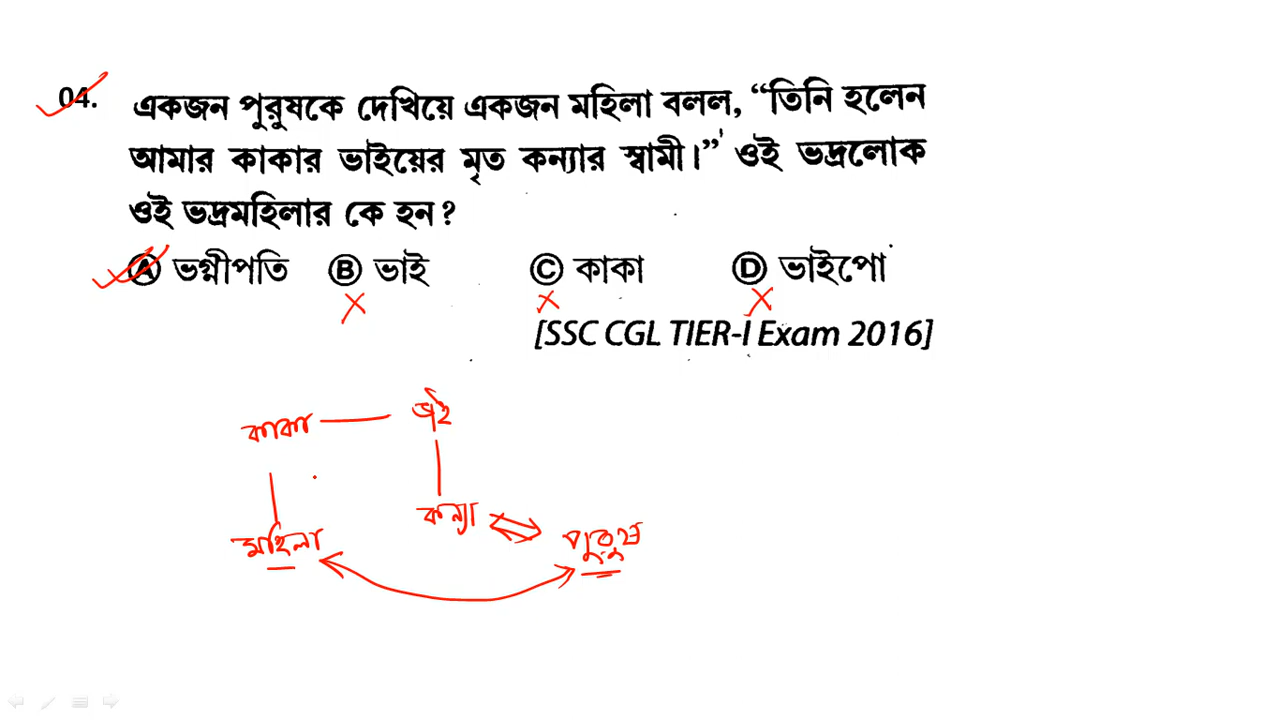 04. একজন পুরুষকে দেখিয়ে একজন মহিলা বলল, “তিনি হলেন
আমার কাকার ভাইয়ের মৃত কন্যার স্বামী।” ওই ভদ্রলোক
ওই ভদ্রমহিলার কে হন?
Ⓐ ভগ্নীপতি Ⓑ ভাই Ⓒ কাকা Ⓓ ভাইপো
[SSC CGL TIER-I Exam 2016]
কাকা ভাই
কন্যা
মহিলা পুরুষ